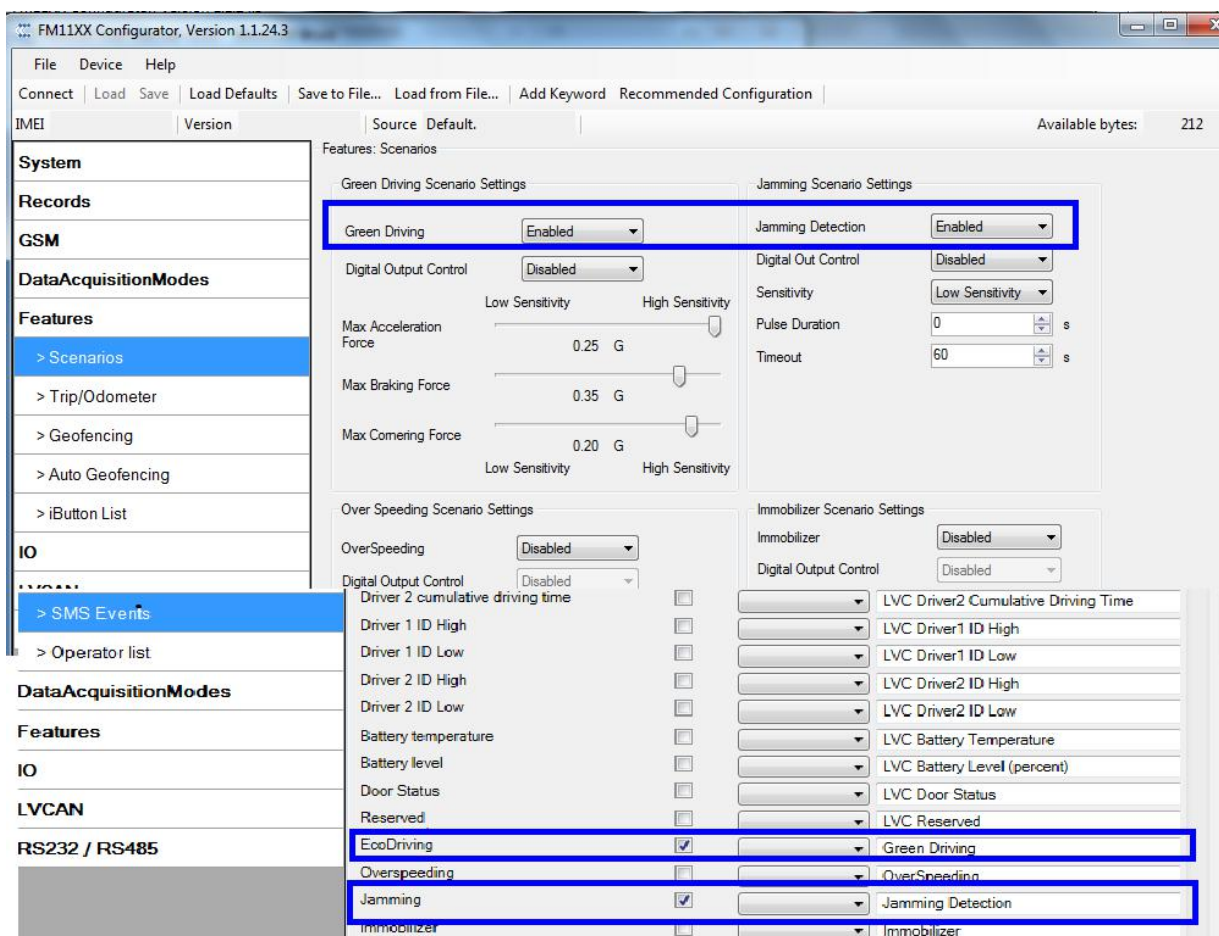 FM11XX Configurator, Version 1.1.24.3
File Device Help
Connect Load Save Load Defaults Save to File... Load from File... Add Keyword Recommended Configuration
IMEI Version Source Default. Available bytes: 212
System
Records
GSM
DataAcquisitionModes
Features
> Scenarios
> Trip/Odometer
> Geofencing
> Auto Geofencing
> iButton List
IO
Features: Scenarios
Green Driving Scenario Settings
Green Driving Enabled
Digital Output Control Disabled
Low Sensitivity High Sensitivity
Max Acceleration Force
0.25 G
Max Braking Force
0.35 G
Max Cornering Force
0.20 G
Low Sensitivity High Sensitivity
Jamming Scenario Settings
Jamming Detection Enabled
Digital Out Control Disabled
Sensitivity Low Sensitivity
Pulse Duration 0 s
Timeout 60 s
Over Speeding Scenario Settings
OverSpeeding Disabled
Digital Output Control Disabled
Immobilizer Scenario Settings
Immobilizer Disabled
Digital Output Control Disabled
> SMS Events
> Operator list
DataAcquisitionModes
Features
IO
LVCAN
RS232 / RS485
Driver 2 cumulative driving time LVC Driver2 Cumulative Driving Time
Driver 1 ID High LVC Driver1 ID High
Driver 1 ID Low LVC Driver1 ID Low
Driver 2 ID High LVC Driver2 ID High
Driver 2 ID Low LVC Driver2 ID Low
Battery temperature LVC Battery Temperature
Battery level LVC Battery Level (percent)
Door Status LVC Door Status
Reserved LVC Reserved
EcoDriving Green Driving
Overspeeding OverSpeeding
Jamming Jamming Detection
Immobilizer Immobilizer